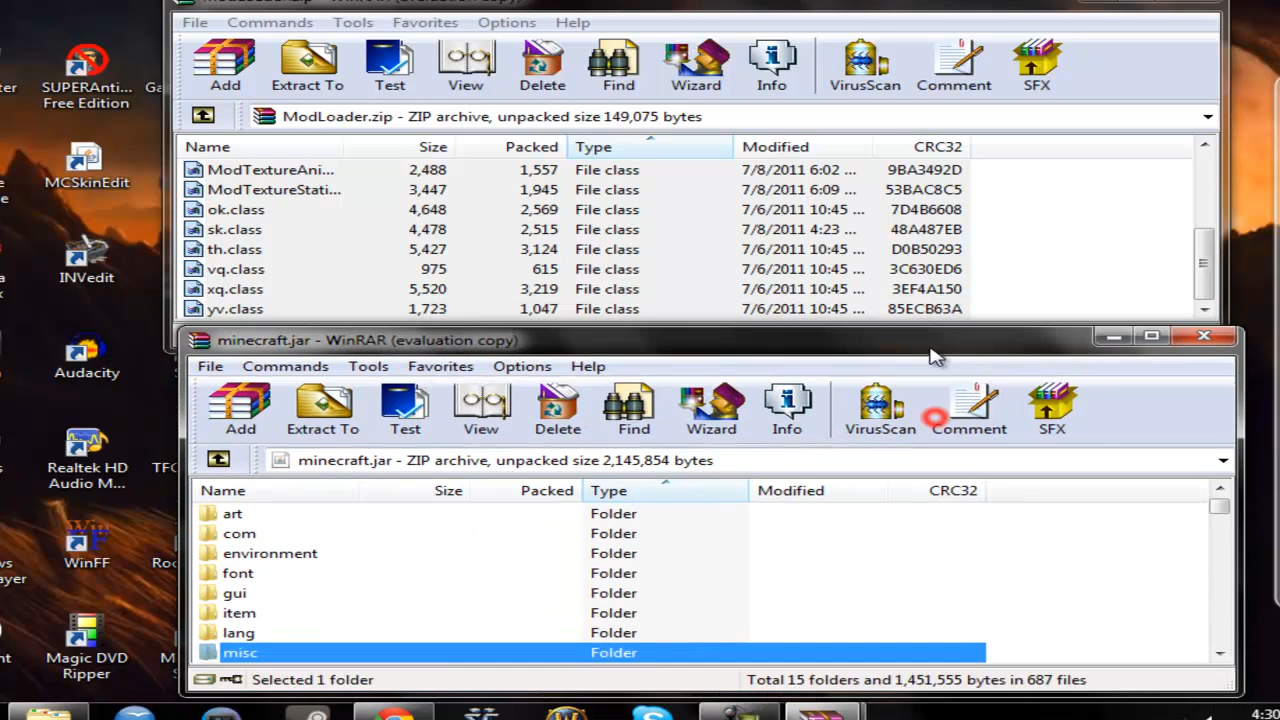 ModLoader.zip - WinRAR (evaluation copy)
File Commands Tools Favorites Options Help
Add Extract To Test View Delete Find Wizard Info VirusScan Comment SFX
ModLoader.zip - ZIP archive, unpacked size 149,075 bytes
Name Size Packed Type Modified CRC32
ModTextureAni... 2,488 1,557 File class 7/8/2011 6:02 ... 9BA3492D
ModTextureStati... 3,447 1,945 File class 7/8/2011 6:09 ... 53BAC8C5
ok.class 4,648 2,569 File class 7/6/2011 10:45 ... 7D4B6608
sk.class 4,478 2,515 File class 7/8/2011 4:23 ... 48A487EB
th.class 5,427 3,124 File class 7/6/2011 10:45 ... D0B50293
vq.class 975 615 File class 7/6/2011 10:45 ... 3C630ED6
xq.class 5,520 3,219 File class 7/6/2011 10:45 ... 3EF4A150
yv.class 1,723 1,047 File class 7/6/2011 10:45 ... 85ECB63A
minecraft.jar - WinRAR (evaluation copy)
File Commands Tools Favorites Options Help
Add Extract To Test View Delete Find Wizard Info VirusScan Comment SFX
minecraft.jar - ZIP archive, unpacked size 2,145,854 bytes
Name Size Packed Type Modified CRC32
art Folder
com Folder
environment Folder
font Folder
gui Folder
item Folder
lang Folder
misc Folder
Selected 1 folder Total 15 folders and 1,451,555 bytes in 687 files
SUPERAnti...
Free Edition
MCSkinEdit
INVedit
Audacity
Realtek HD
Audio M...
WinFF
Magic DVD
Ripper
4:30